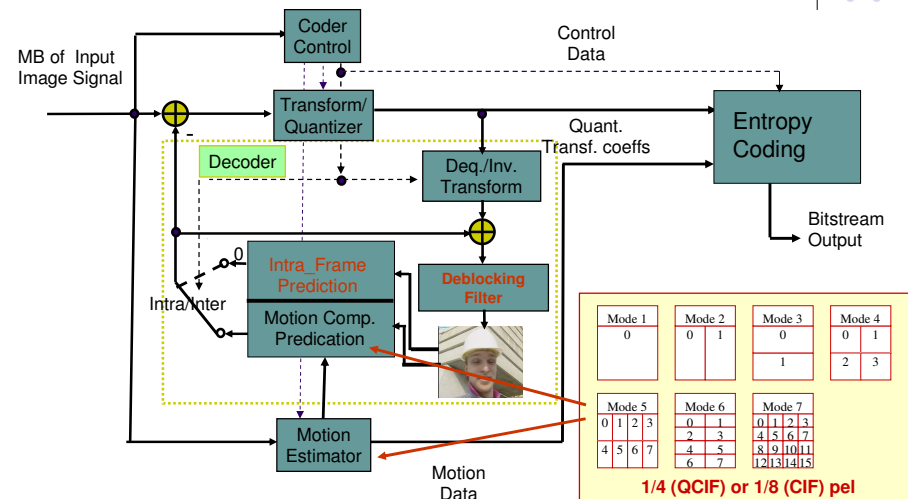 Coder
Control
Control
Data
MB of Input
Image Signal
Transform/
Quantizer
Entropy
Coding
-
Quant.
Transf. coeffs
Decoder
Deq./Inv.
Transform
Bitstream
Output
0
Intra_Frame
Prediction
Deblocking
Filter
Intra/Inter
Motion Comp.
Predication
Mode 1
0
Mode 2
0 1
Mode 3
0
1
Mode 4
0 1
2 3
Mode 5
0 1 2 3
4 5 6 7
Mode 6
0 1
2 3
4 5
6 7
Mode 7
0 1 2 3
4 5 6 7
8 9 10 11
12 13 14 15
1/4 (QCIF) or 1/8 (CIF) pel
Motion
Estimator
Motion
Data